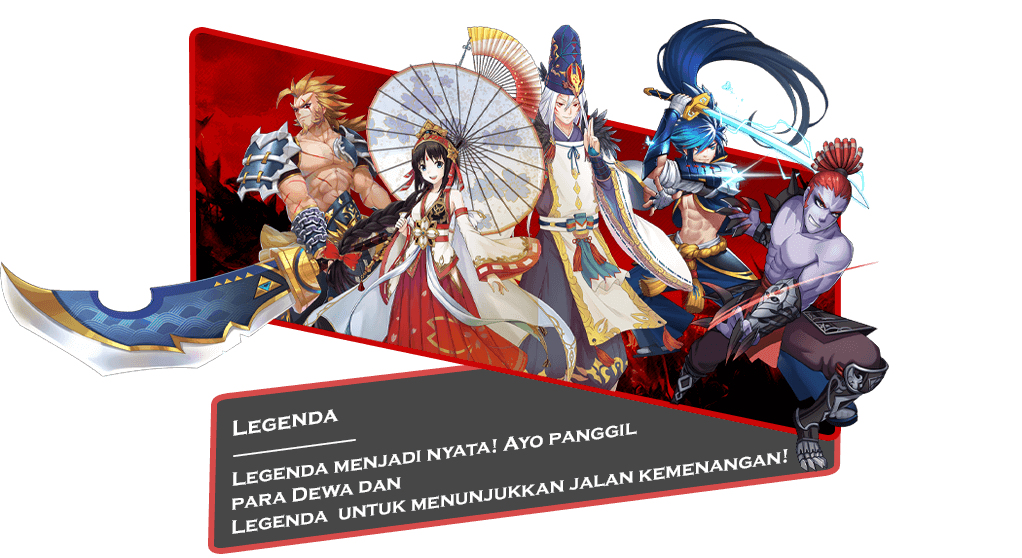 Legenda
Legenda menjadi nyata! Ayo panggil
para Dewa dan
Legenda untuk menunjukkan jalan kemenangan!